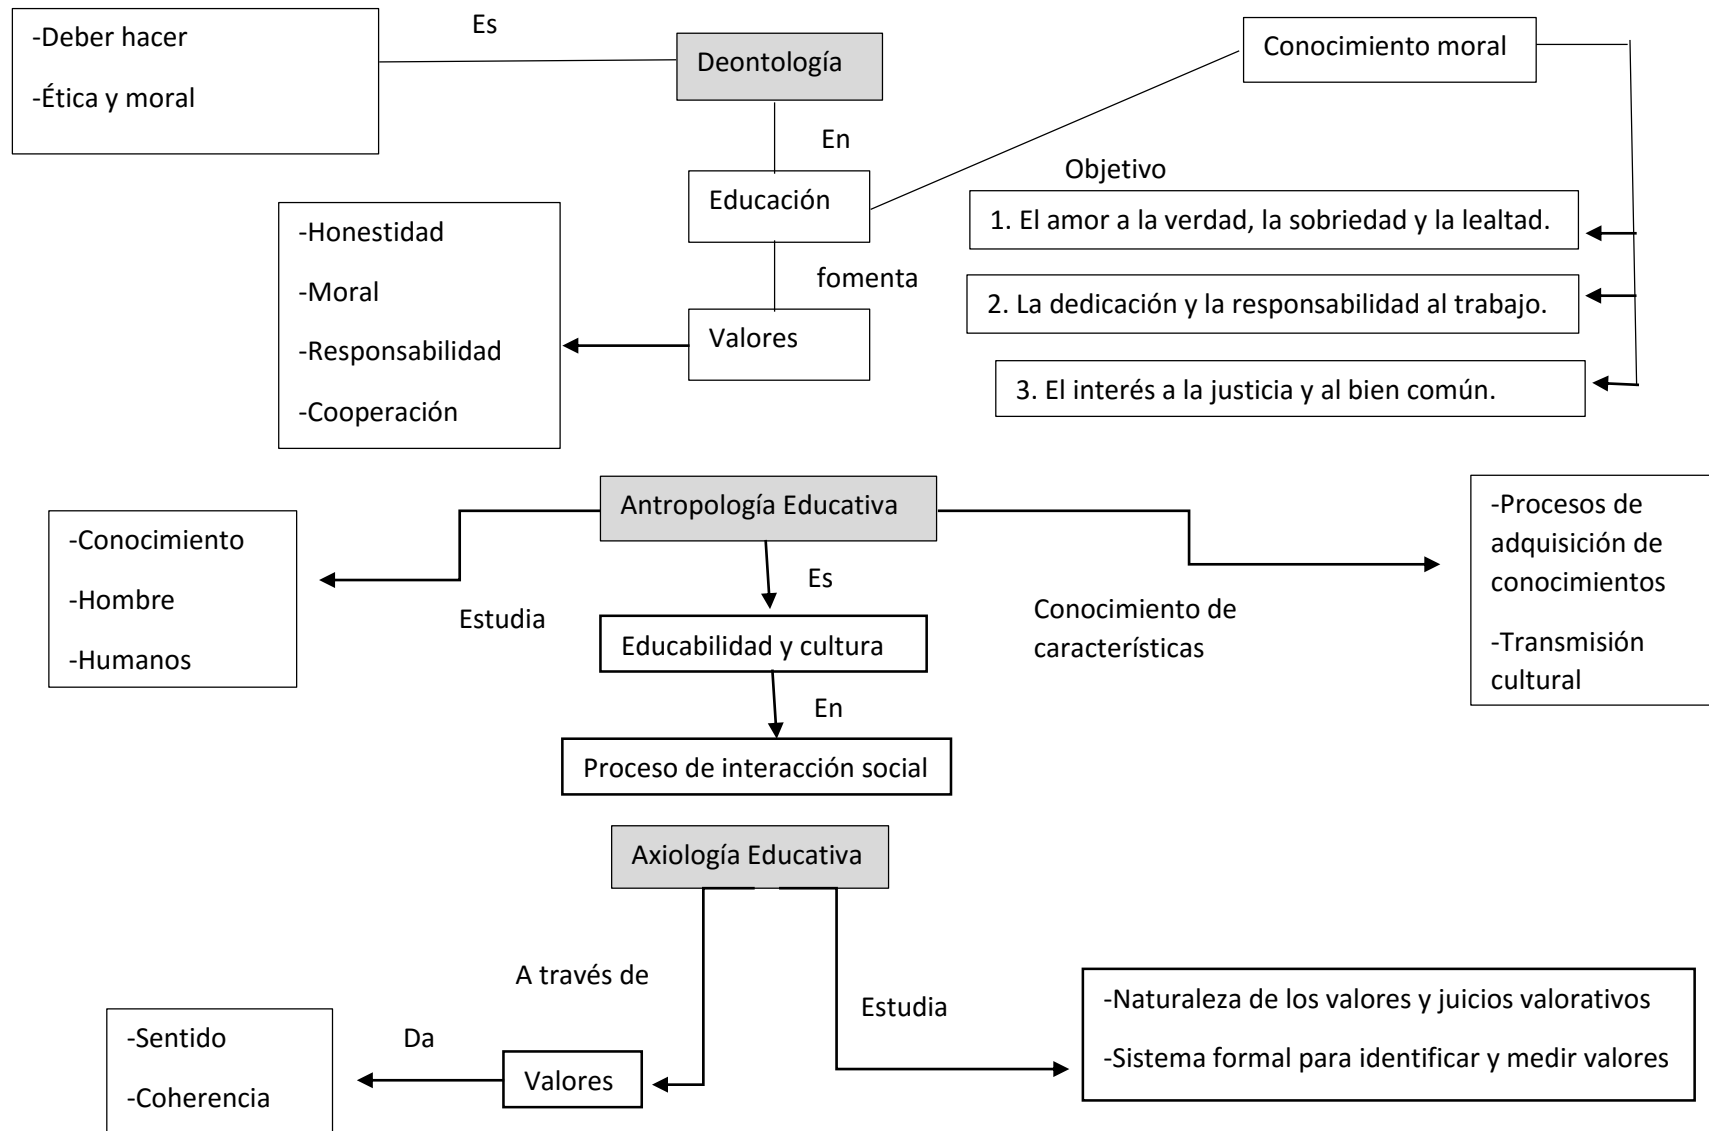 Es
-Deber hacer
-Ética y moral
Deontología
Conocimiento moral
En
Educación
Objetivo
1. El amor a la verdad, la sobriedad y la lealtad.
2. La dedicación y la responsabilidad al trabajo.
3. El interés a la justicia y al bien común.
fomenta
Valores
-Honestidad
-Moral
-Responsabilidad
-Cooperación
Antropología Educativa
-Conocimiento
-Hombre
-Humanos
Estudia
Es
Educabilidad y cultura
En
Proceso de interacción social
Conocimiento de
características
-Procesos de
adquisición de
conocimientos
-Transmisión
cultural
Axiología Educativa
A través de
Valores
Da
-Sentido
-Coherencia
Estudia
-Naturaleza de los valores y juicios valorativos
-Sistema formal para identificar y medir valores